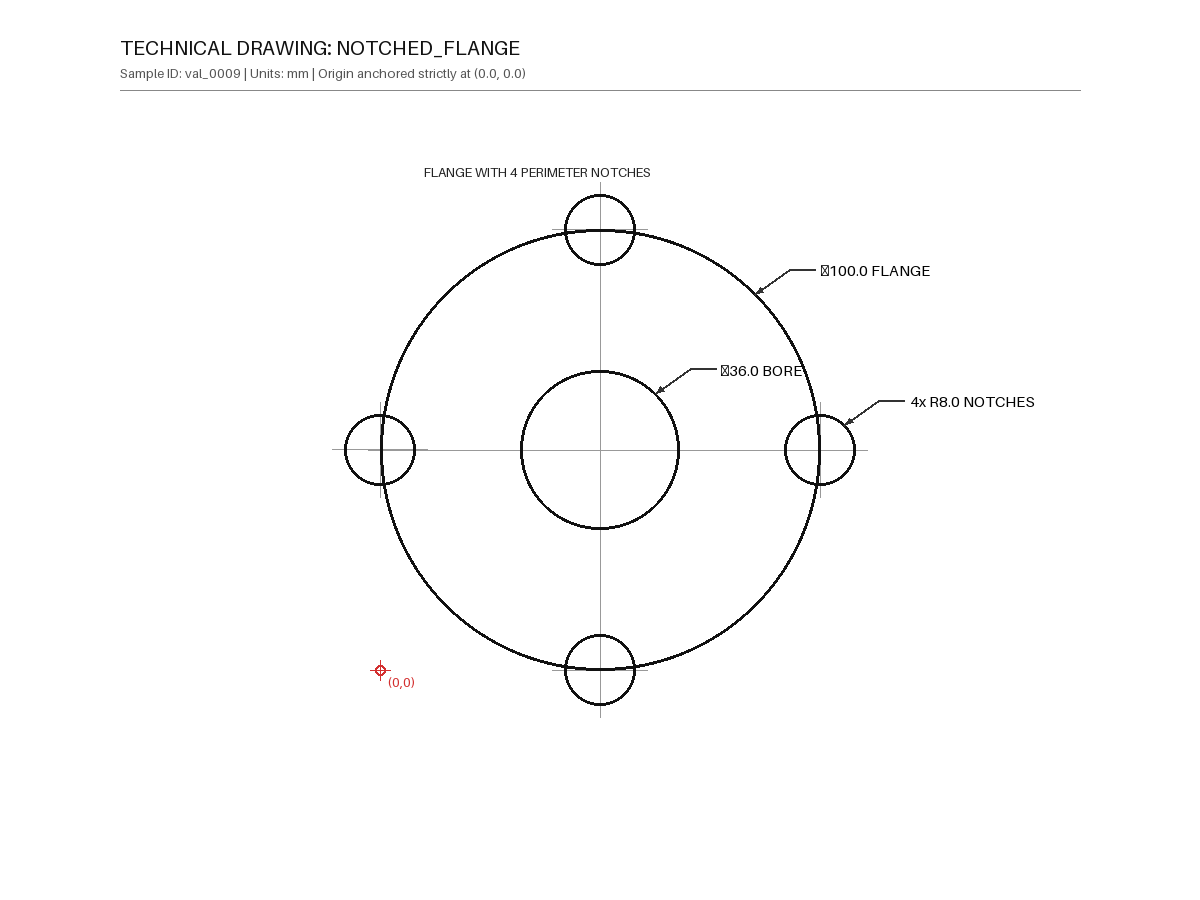 TECHNICAL DRAWING: NOTCHED_FLANGE
Sample ID: val_0009 | Units: mm | Origin anchored strictly at (0.0, 0.0)
FLANGE WITH 4 PERIMETER NOTCHES
▯100.0 FLANGE
▯36.0 BORE
4x R8.0 NOTCHES
(0,0)